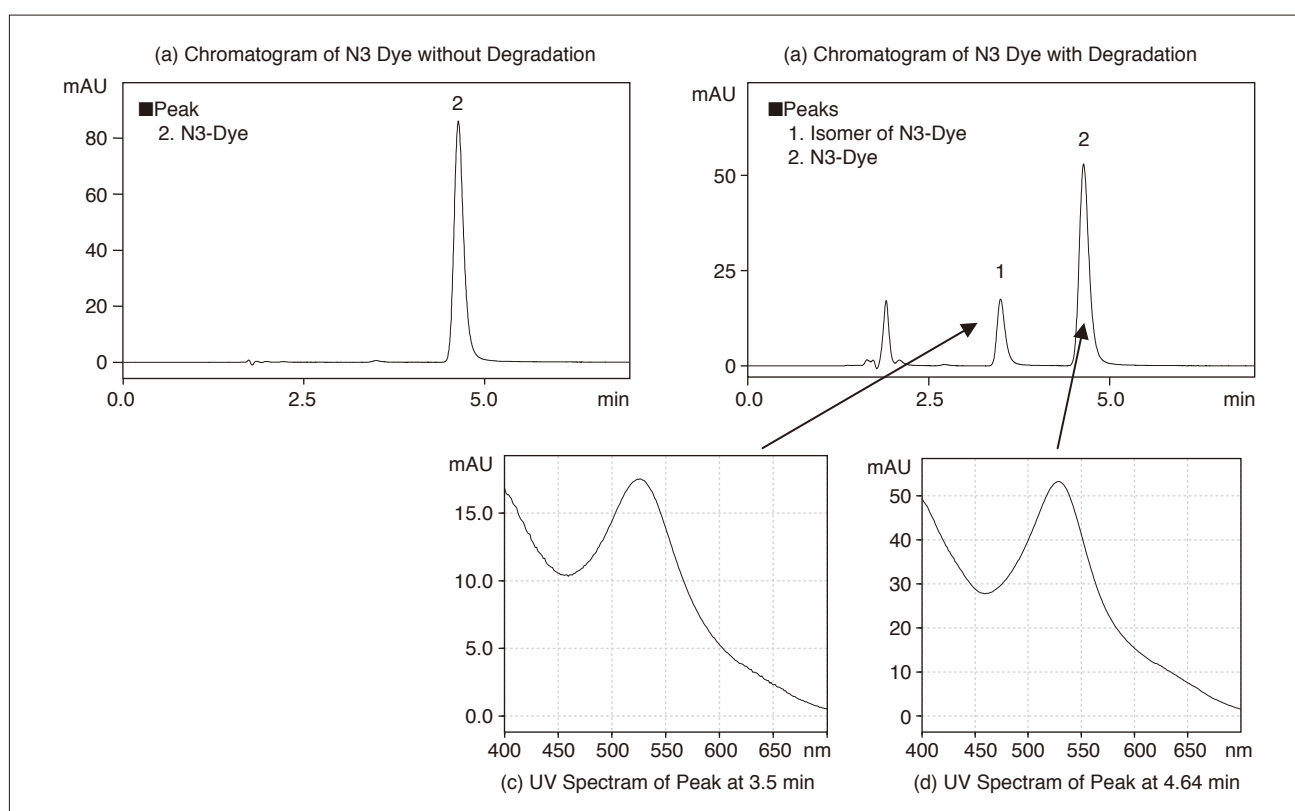 (a) Chromatogram of N3 Dye without Degradation
mAU
■Peak
2. N3-Dye
2
80
60
40
20
0
0.0 2.5 5.0 min
(a) Chromatogram of N3 Dye with Degradation
mAU
■Peaks
1. Isomer of N3-Dye
2. N3-Dye
2
1
50
25
0
0.0 2.5 5.0 min
mAU
15.0
10.0
5.0
0.0
400 450 500 550 600 650 nm
(c) UV Spectram of Peak at 3.5 min
mAU
50
40
30
20
10
0
400 450 500 550 600 650 nm
(d) UV Spectram of Peak at 4.64 min